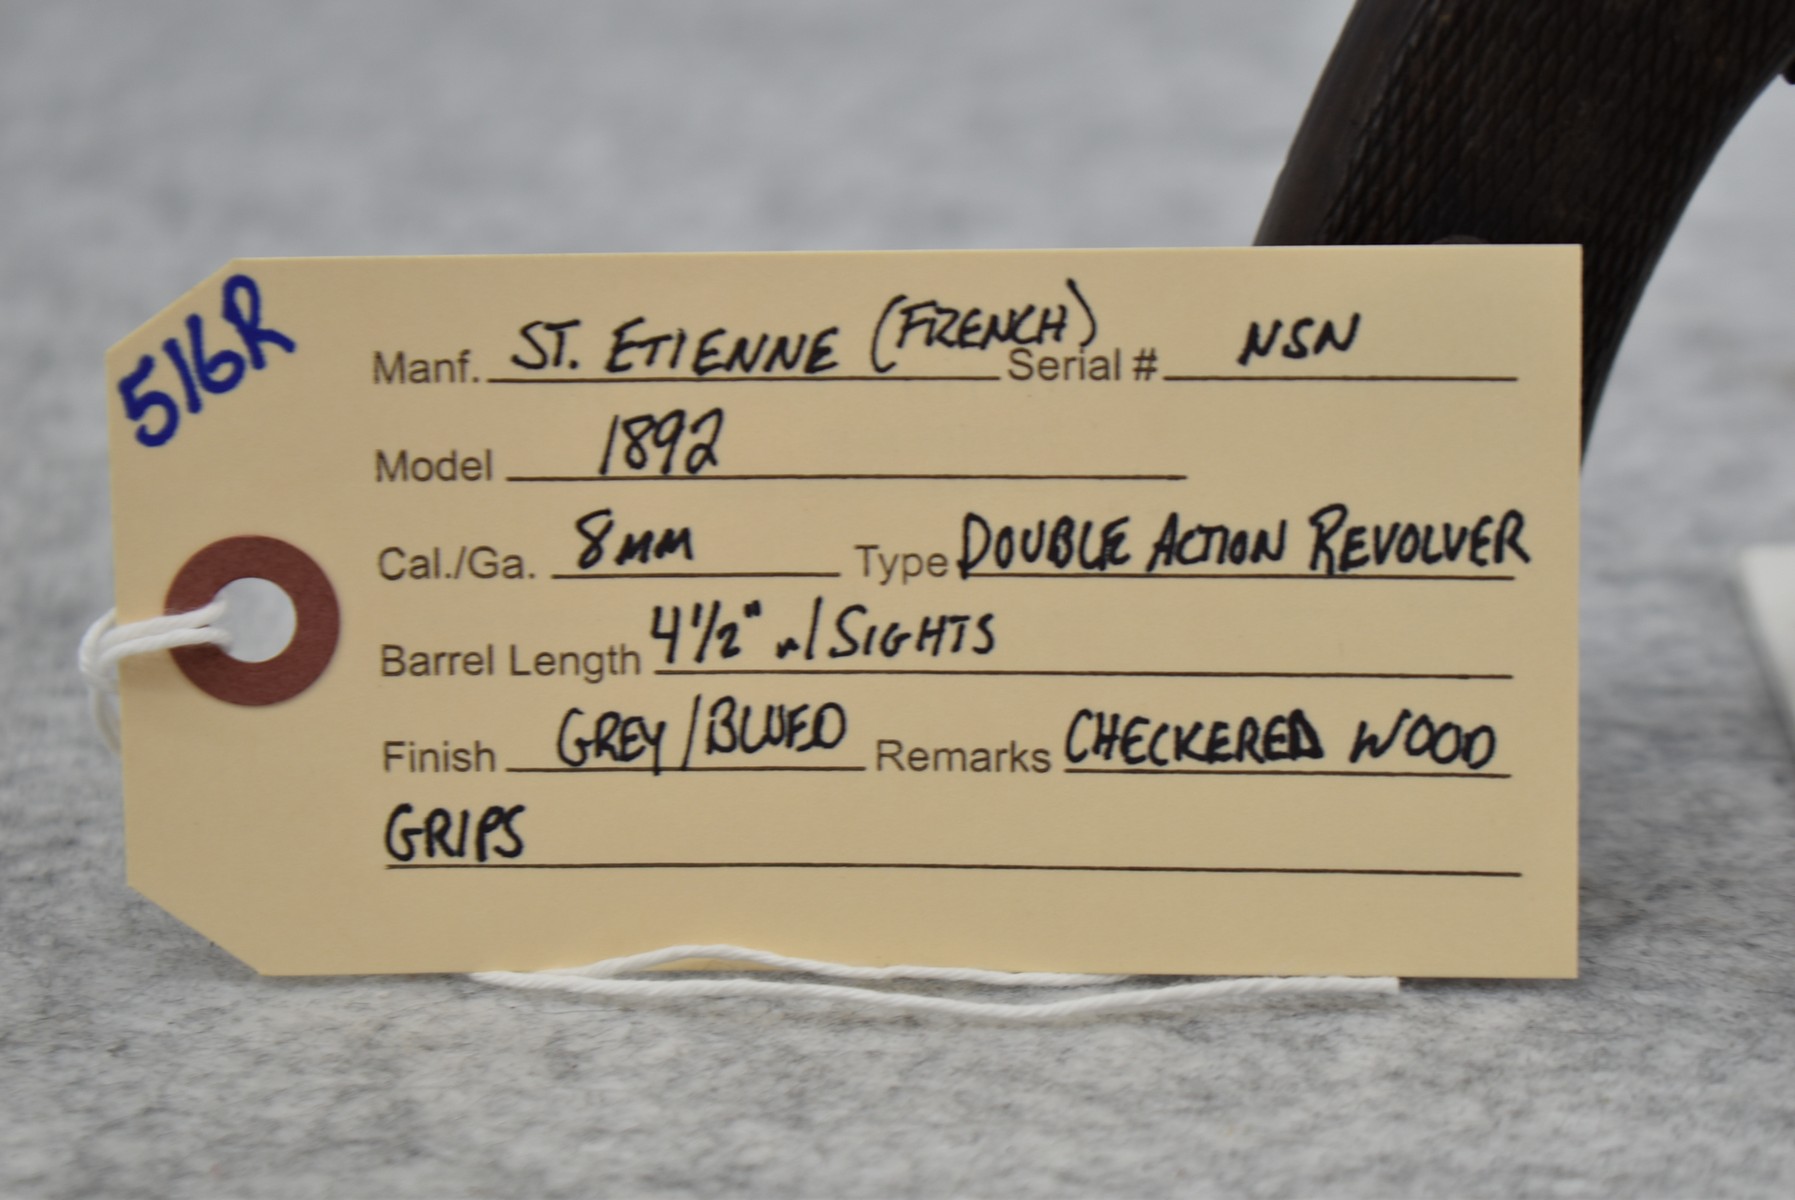 516R
Manf. ST. ETIENNE (FRENCH) Serial # NSN
Model 1892
Cal./Ga. 8mm Type DOUBLE ACTION REVOLVER
Barrel Length 4 1/2" w/SIGHTS
Finish GREY/BLUED Remarks CHECKERED WOOD
GRIPS